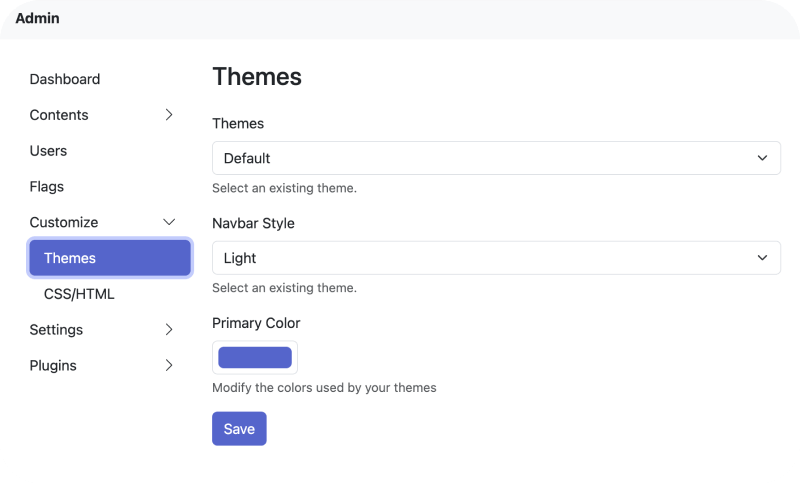 Admin
Dashboard
Contents
Users
Flags
Customize
Themes
CSS/HTML
Settings
Plugins
Themes
Themes
Default
Select an existing theme.
Navbar Style
Light
Select an existing theme.
Primary Color
Modify the colors used by your themes
Save